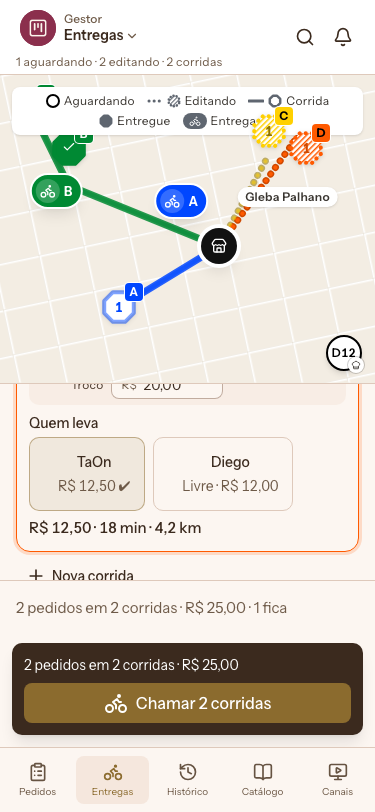 Gestor
Entregas
1 aguardando · 2 editando · 2 corridas
Aguardando
Editando
Corrida
Entregue
Entrega
C
1
D
1
B
B
A
Gleba Palhano
A
1
D12
Troco
R$ 20,00
Quem leva
TaOn
R$ 12,50 ✔
Diego
Livre · R$ 12,00
R$ 12,50 · 18 min · 4,2 km
Nova corrida
2 pedidos em 2 corridas · R$ 25,00 · 1 fica
2 pedidos em 2 corridas · R$ 25,00
Chamar 2 corridas
Pedidos
Entregas
Histórico
Catálogo
Canais